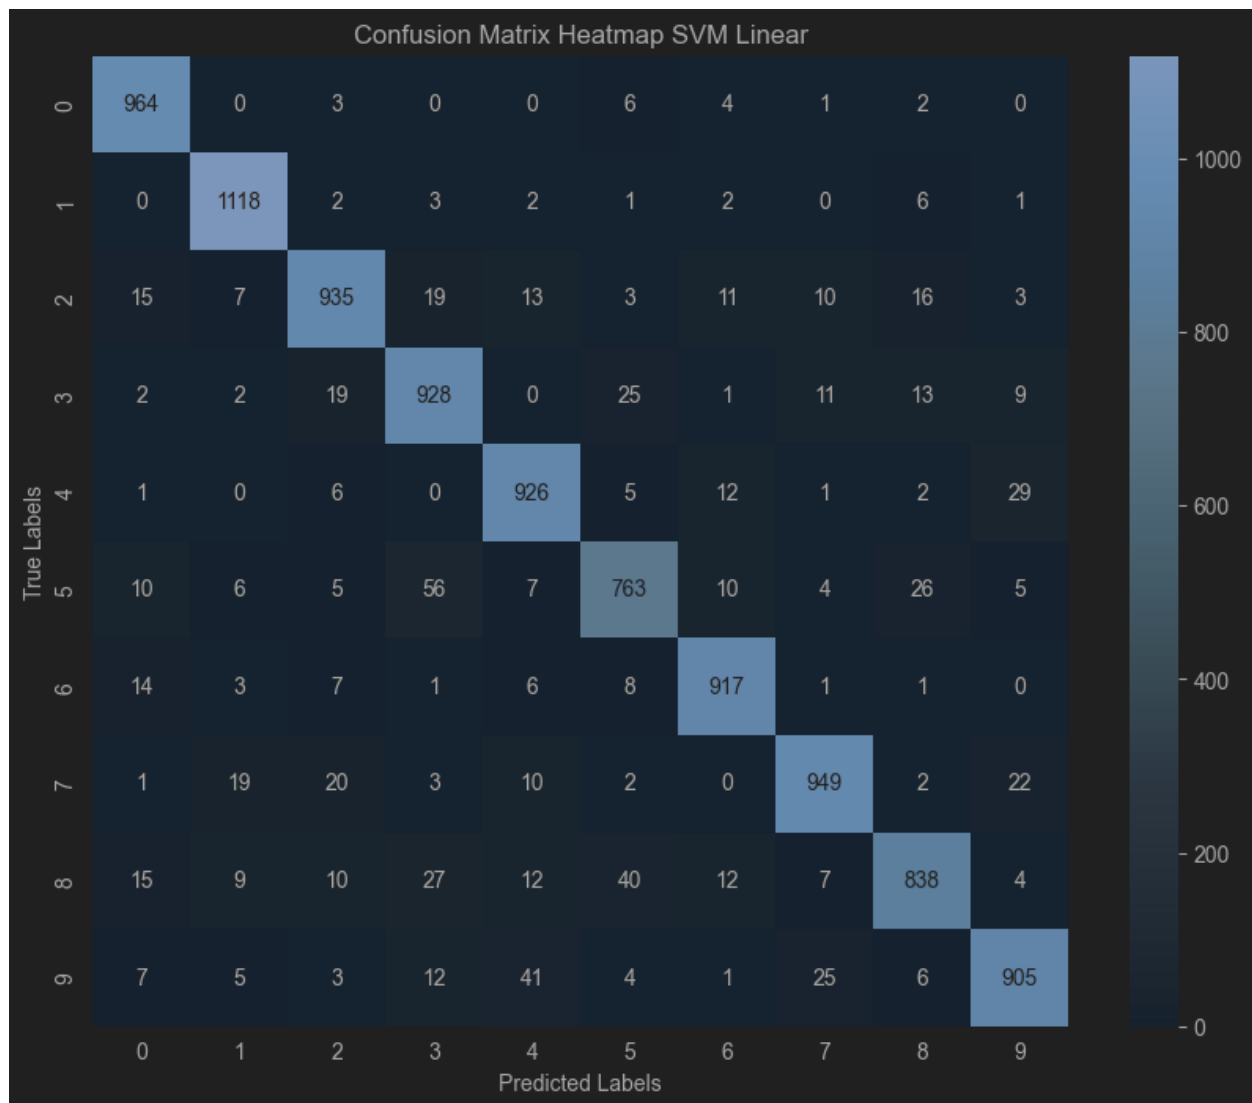 Confusion Matrix Heatmap SVM Linear
0 964 0 3 0 0 6 4 1 2 0
1 0 1118 2 3 2 1 2 0 6 1
2 15 7 935 19 13 3 11 10 16 3
3 2 2 19 928 0 25 1 11 13 9
4 1 0 6 0 926 5 12 1 2 29
5 10 6 5 56 7 763 10 4 26 5
6 14 3 7 1 6 8 917 1 1 0
7 1 19 20 3 10 2 0 949 2 22
8 15 9 10 27 12 40 12 7 838 4
9 7 5 3 12 41 4 1 25 6 905
0 1 2 3 4 5 6 7 8 9
Predicted Labels
True Labels
1000
800
600
400
200
0